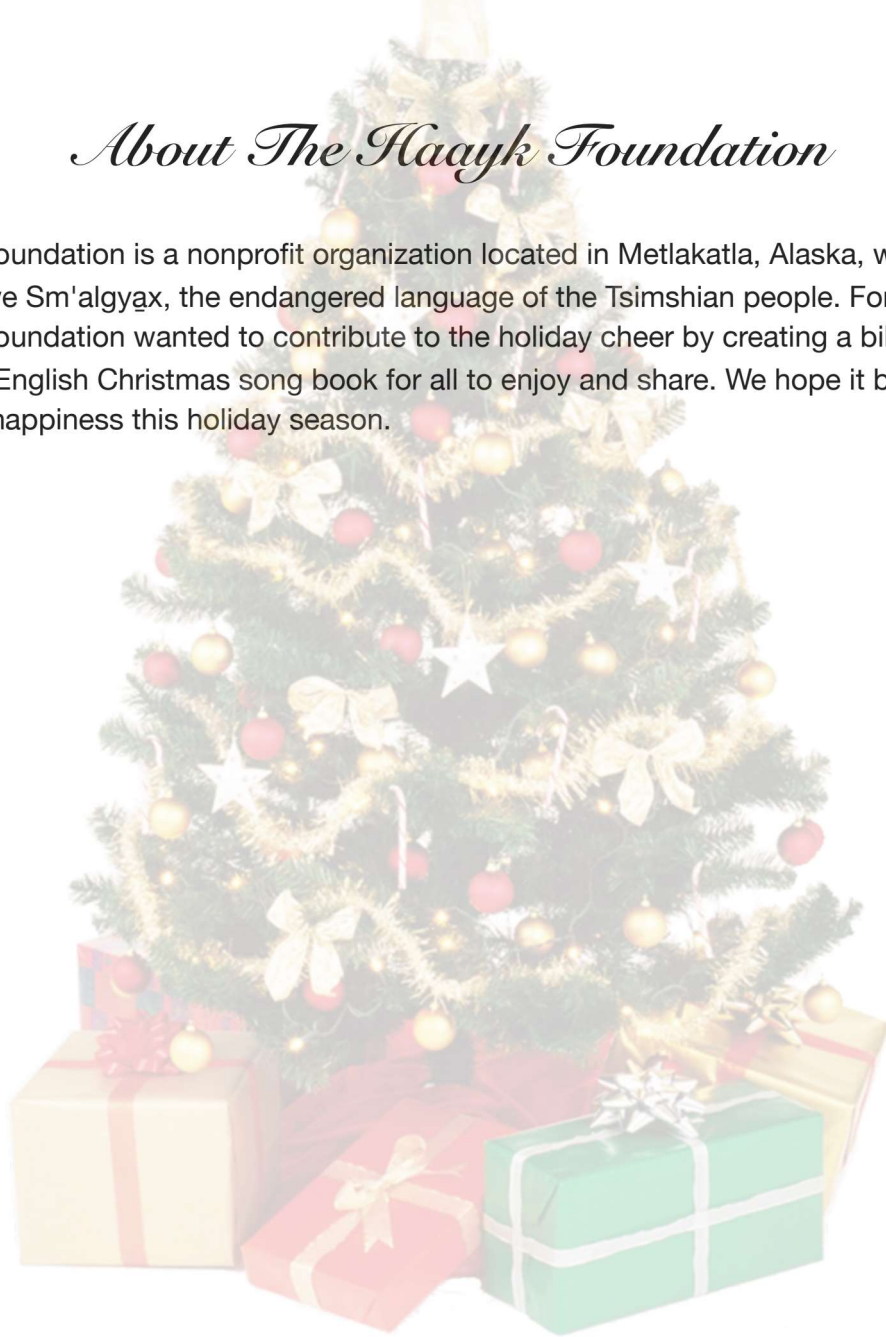 About The Haayk Foundation
oundation is a nonprofit organization located in Metlakatla, Alaska, w
e Sm'algya̲x, the endangered language of the Tsimshian people. For
oundation wanted to contribute to the holiday cheer by creating a bil
English Christmas song book for all to enjoy and share. We hope it b
happiness this holiday season.